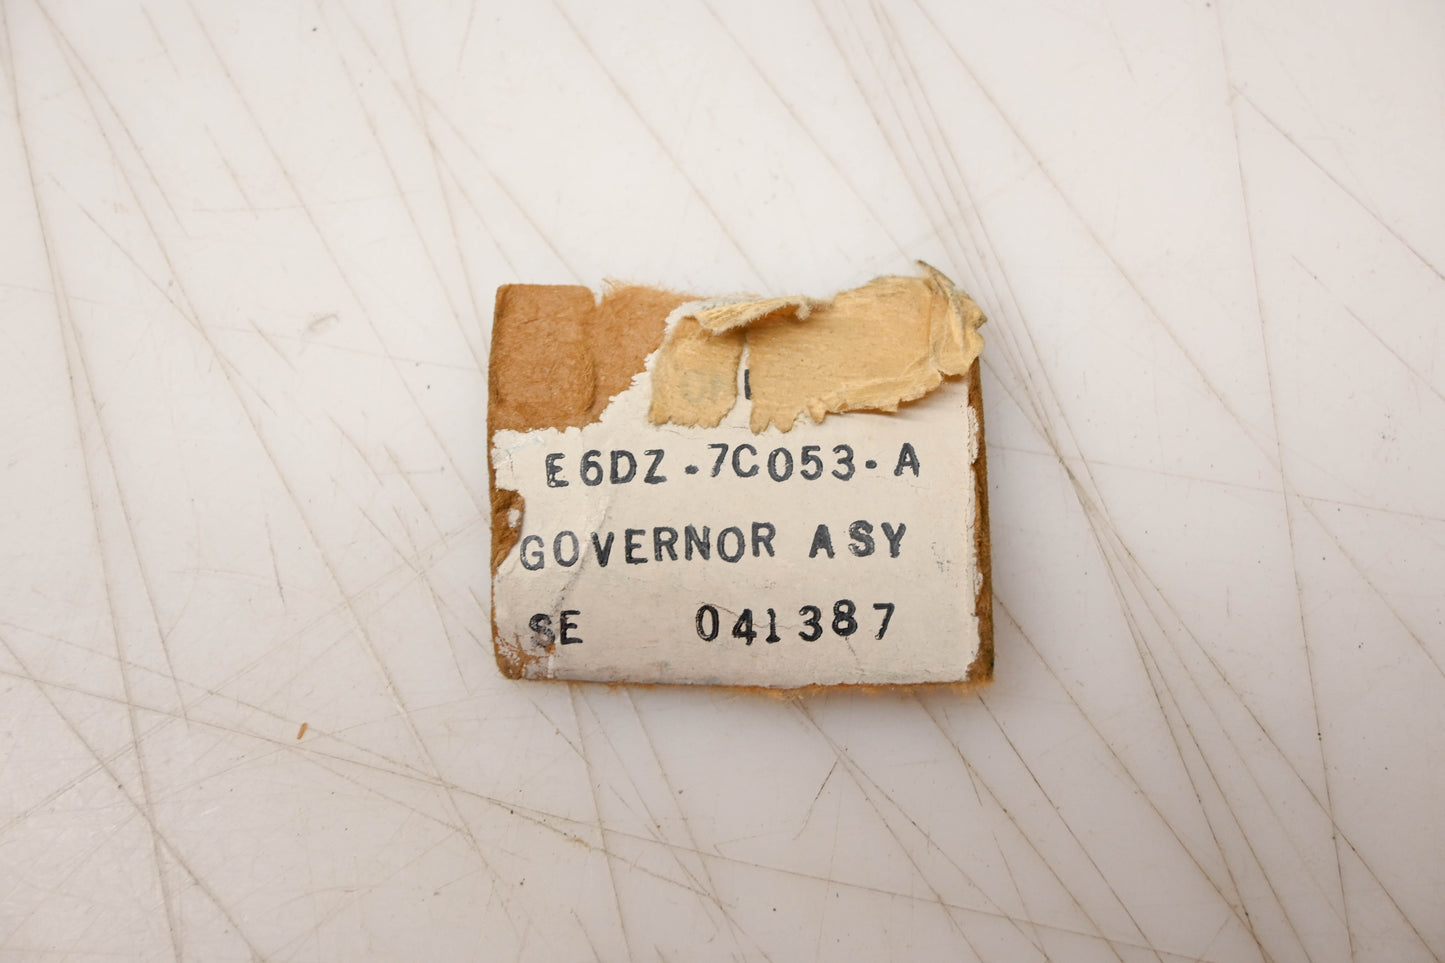 E6DZ-7C053-A
GOVERNOR ASY
SE 041387